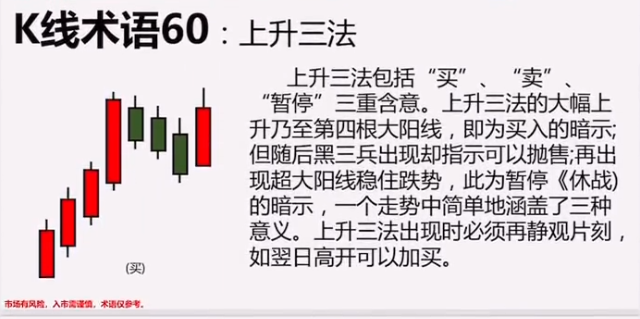 K线术语60：上升三法
上升三法包括“买”、“卖”、
“暂停”三重含意。上升三法的大幅上
升乃至第四根大阳线，即为买入的暗示;
但随后黑三兵出现却指示可以抛售;再出
现超大阳线稳住跌势，此为暂停《休战)
的暗示，一个走势中简单地涵盖了三种
意义。上升三法出现时必须再静观片刻，
如翌日高开可以加买。
(买)
市场有风险，入市需谨慎，术语仅参考。